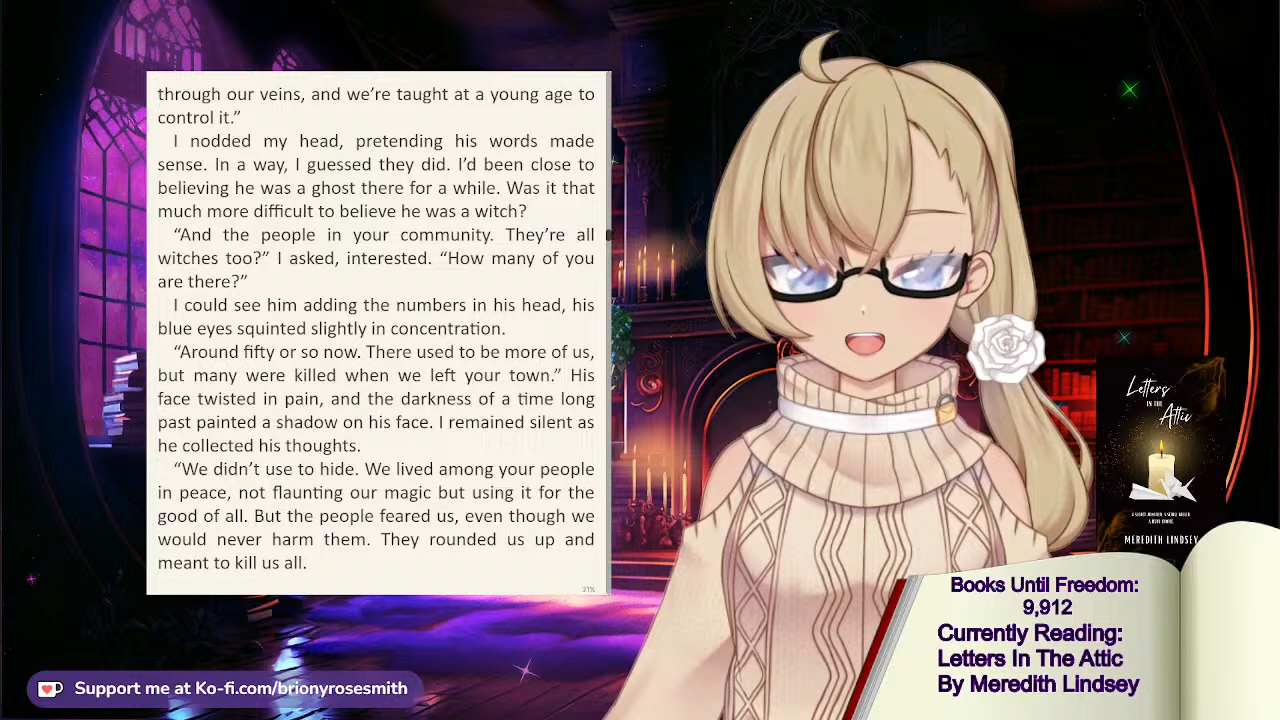 through our veins, and we’re taught at a young age to
control it.”
I nodded my head, pretending his words made
sense. In a way, I guessed they did. I’d been close to
believing he was a ghost there for a while. Was it that
much more difficult to believe he was a witch?
“And the people in your community. They’re all
witches too?” I asked, interested. “How many of you
are there?”
I could see him adding the numbers in his head, his
blue eyes squinted slightly in concentration.
“Around fifty or so now. There used to be more of us,
but many were killed when we left your town.” His
face twisted in pain, and the darkness of a time long
past painted a shadow on his face. I remained silent as
he collected his thoughts.
“We didn’t use to hide. We lived among your people
in peace, not flaunting our magic but using it for the
good of all. But the people feared us, even though we
would never harm them. They rounded us up and
meant to kill us all.
31%
Letters
IN THE
Attic
MEREDITH LINDSEY
Books Until Freedom:
9,912
Currently Reading:
Letters In The Attic
By Meredith Lindsey
Support me at Ko-fi.com/brionyrosesmith